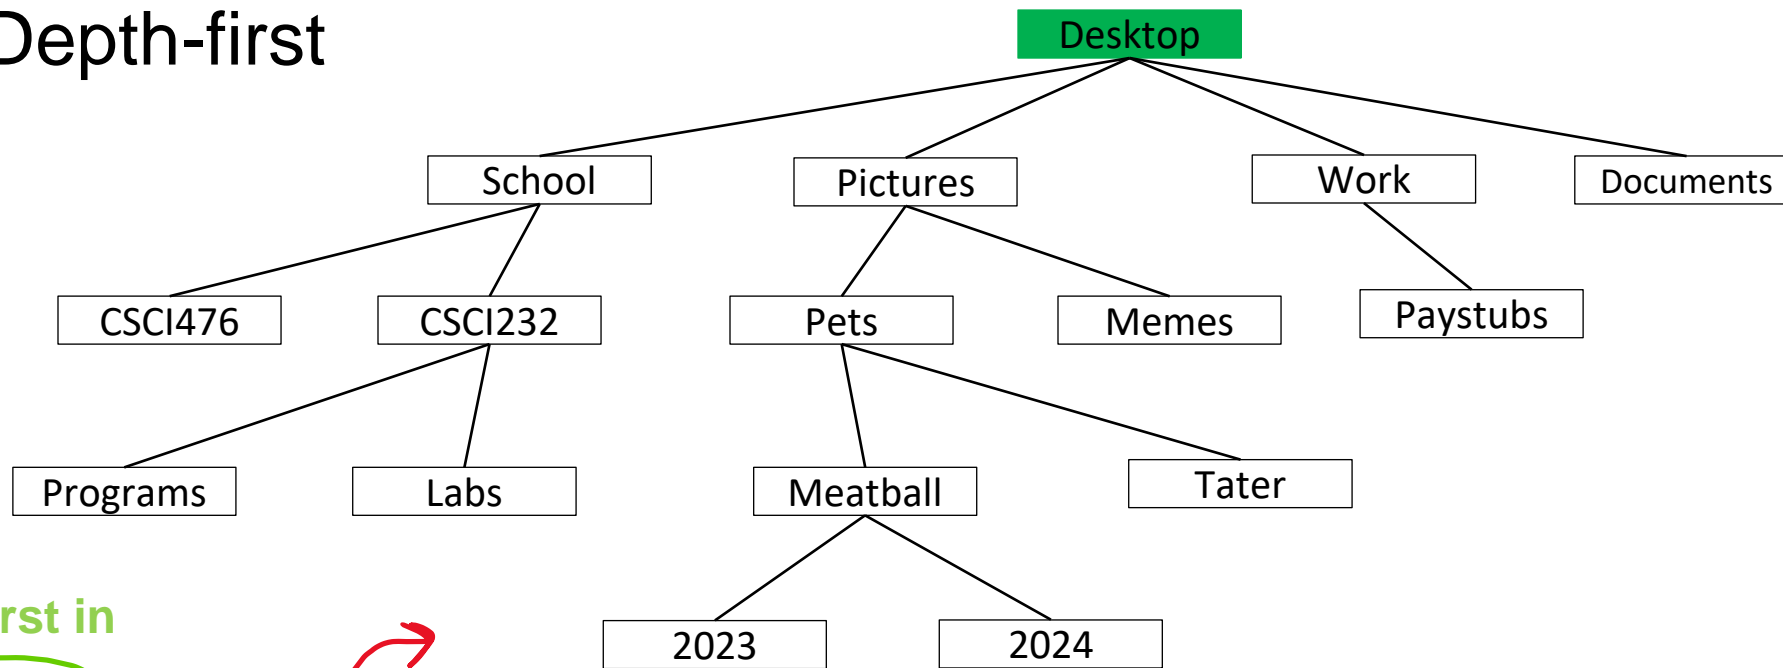 Depth-first
Desktop
School
Pictures
Work
Documents
CSCI476
CSCI232
Pets
Memes
Paystubs
Programs
Labs
Meatball
Tater
rst in
2023
2024